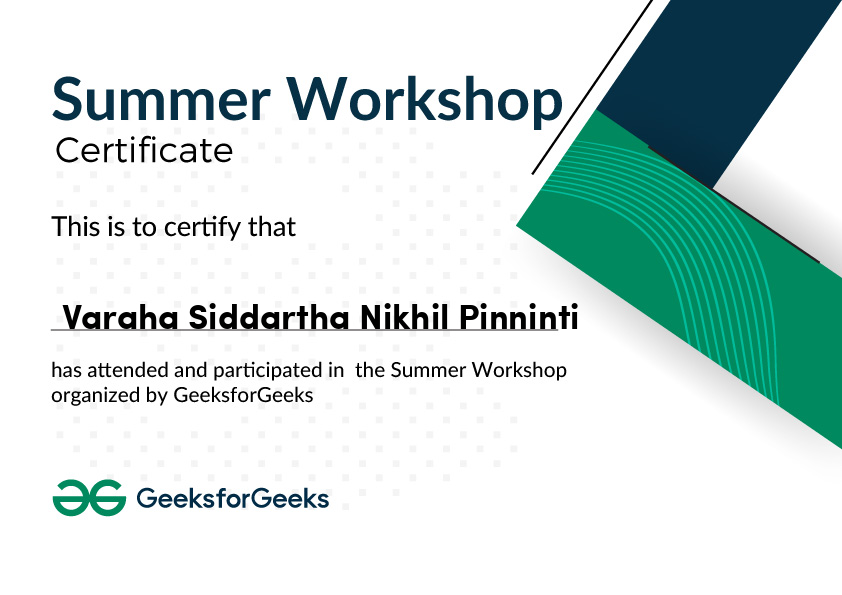 Summer Workshop
Certificate
This is to certify that
Varaha Siddartha Nikhil Pinninti
has attended and participated in  the Summer Workshop
organized by GeeksforGeeks
GeeksforGeeks